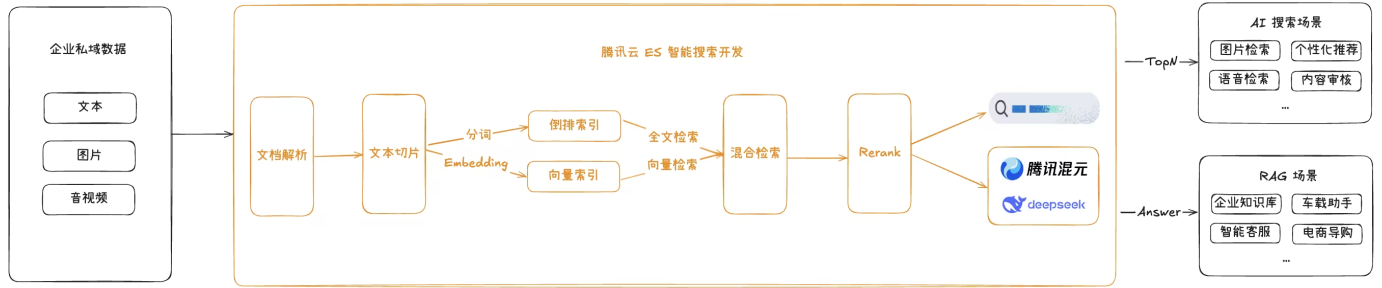 企业私域数据
文本
图片
音视频
腾讯云 ES 智能搜索开发
文档解析
文本切片
分词
Embedding
倒排索引
向量索引
全文检索
向量检索
混合检索
Rerank
腾讯混元
deepseek
TopN
Answer
AI 搜索场景
图片检索 个性化推荐
语音检索 内容审核
...
RAG 场景
企业知识库 车载助手
智能客服 电商导购
...